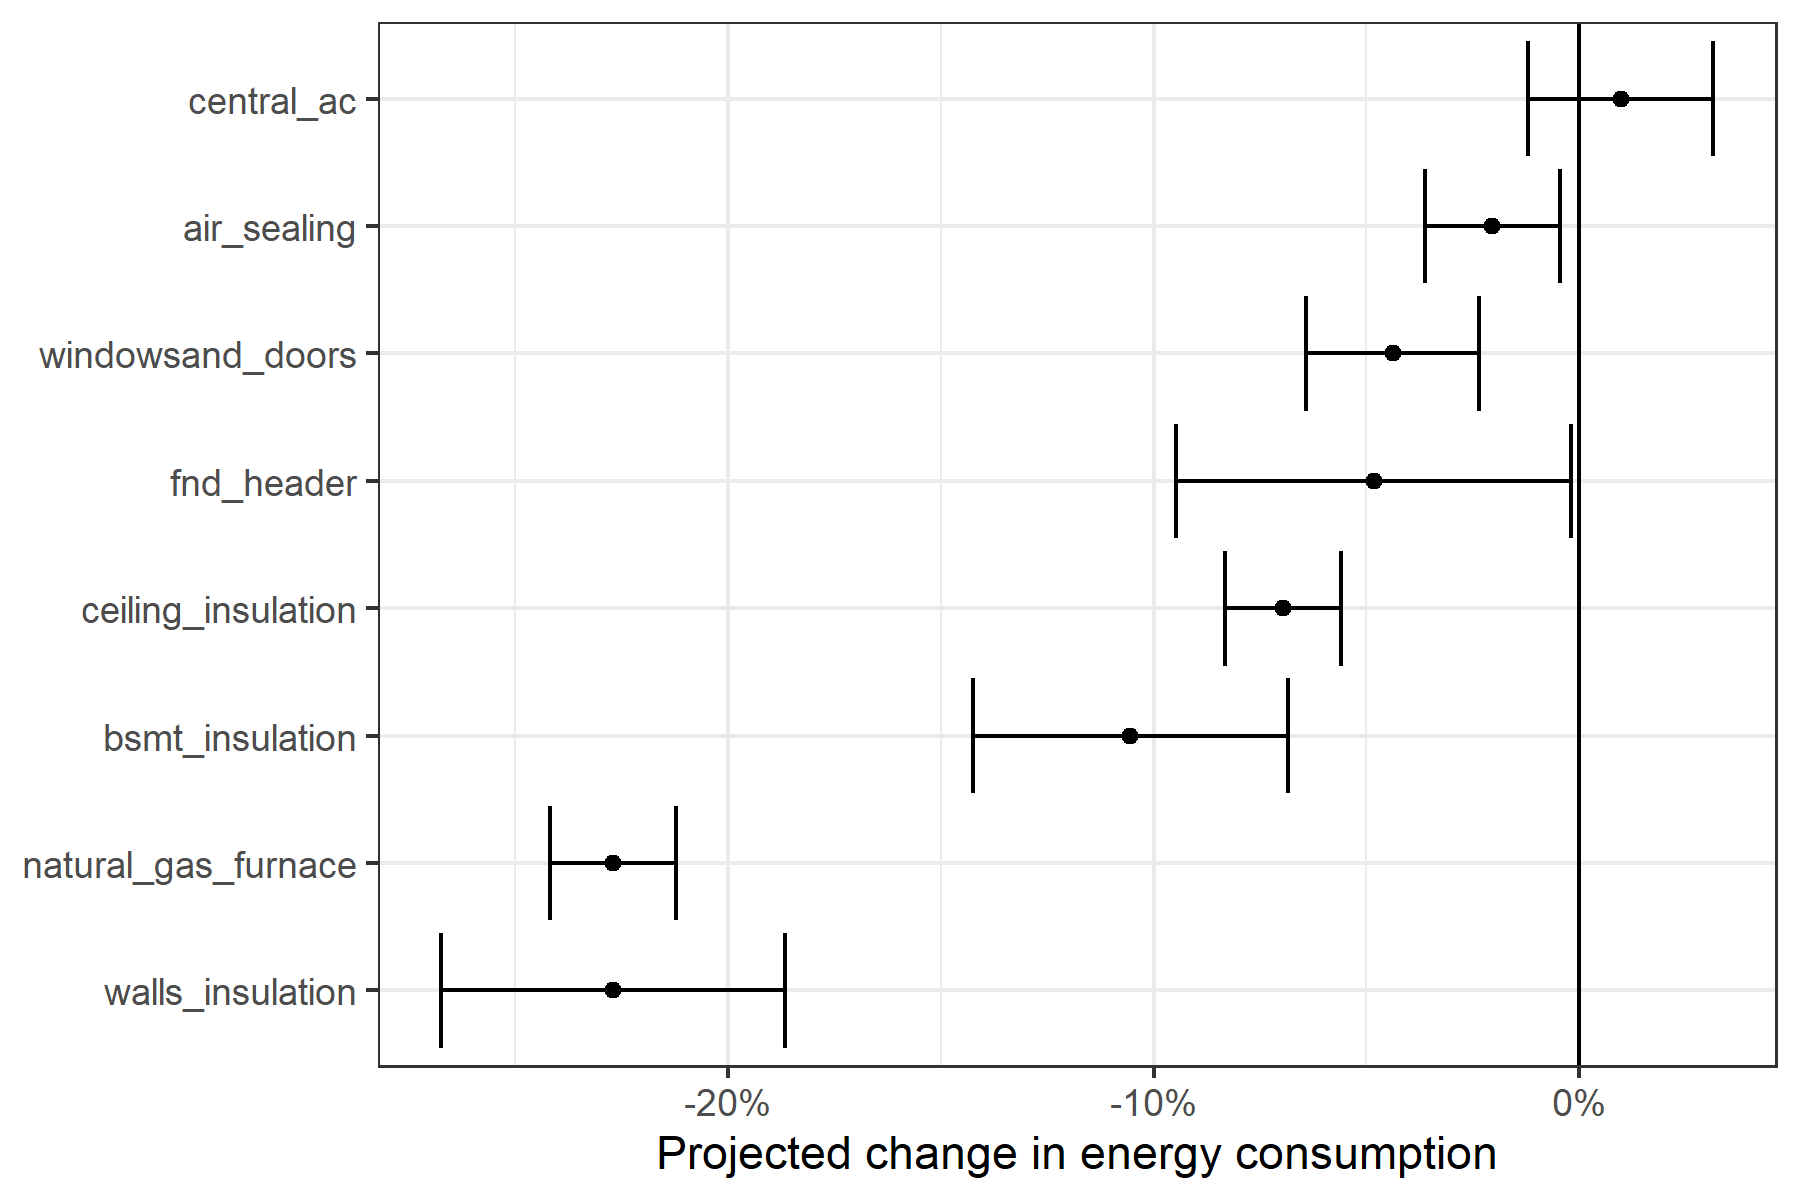 central_ac
air_sealing
windowsand_doors
fnd_header
ceiling_insulation
bsmt_insulation
natural_gas_furnace
walls_insulation
-20% -10% 0%
Projected change in energy consumption